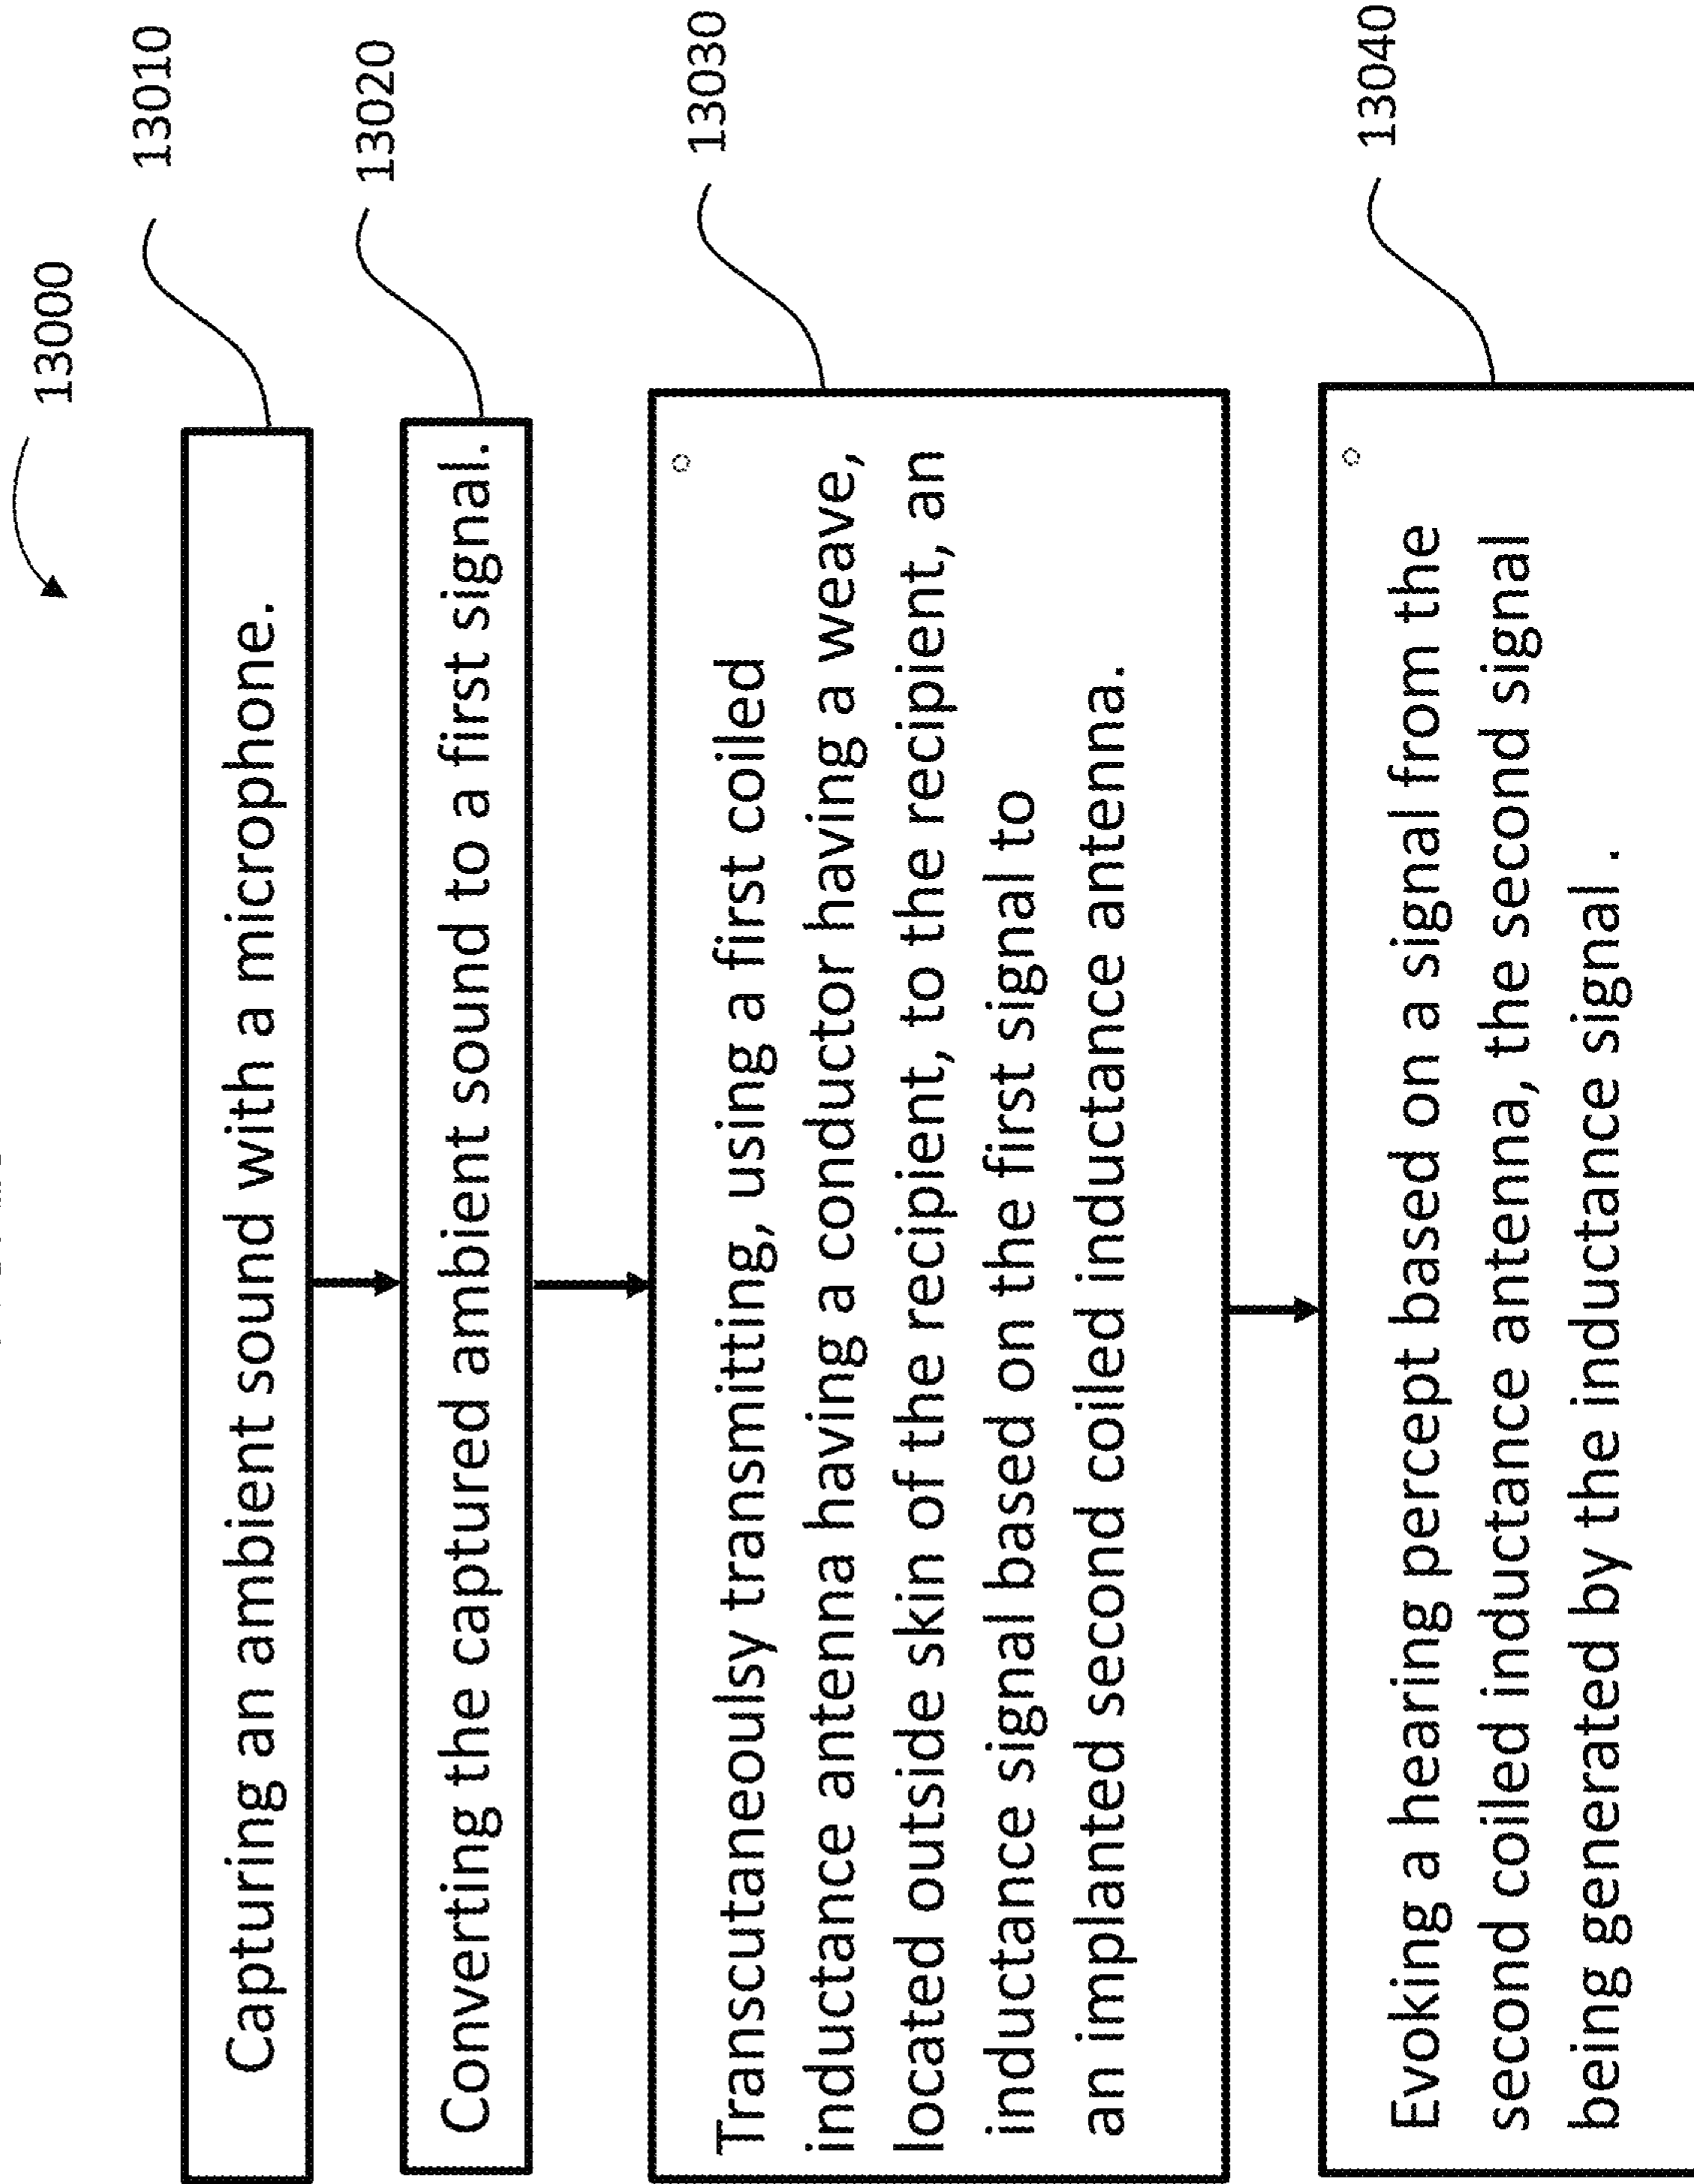 13000
Capturing an ambient sound with a microphone.
13010
Converting the captured ambient sound to a first signal.
13020
Transcutaneoulsy transmitting, using a first coiled
inductance antenna having a conductor having a weave,
located outside skin of the recipient, to the recipient, an
inductance signal based on the first signal to
an implanted second coiled inductance antenna.
13030
Evoking a hearing percept based on a signal from the
second coiled inductance antenna, the second signal
being generated by the inductance signal .
13040